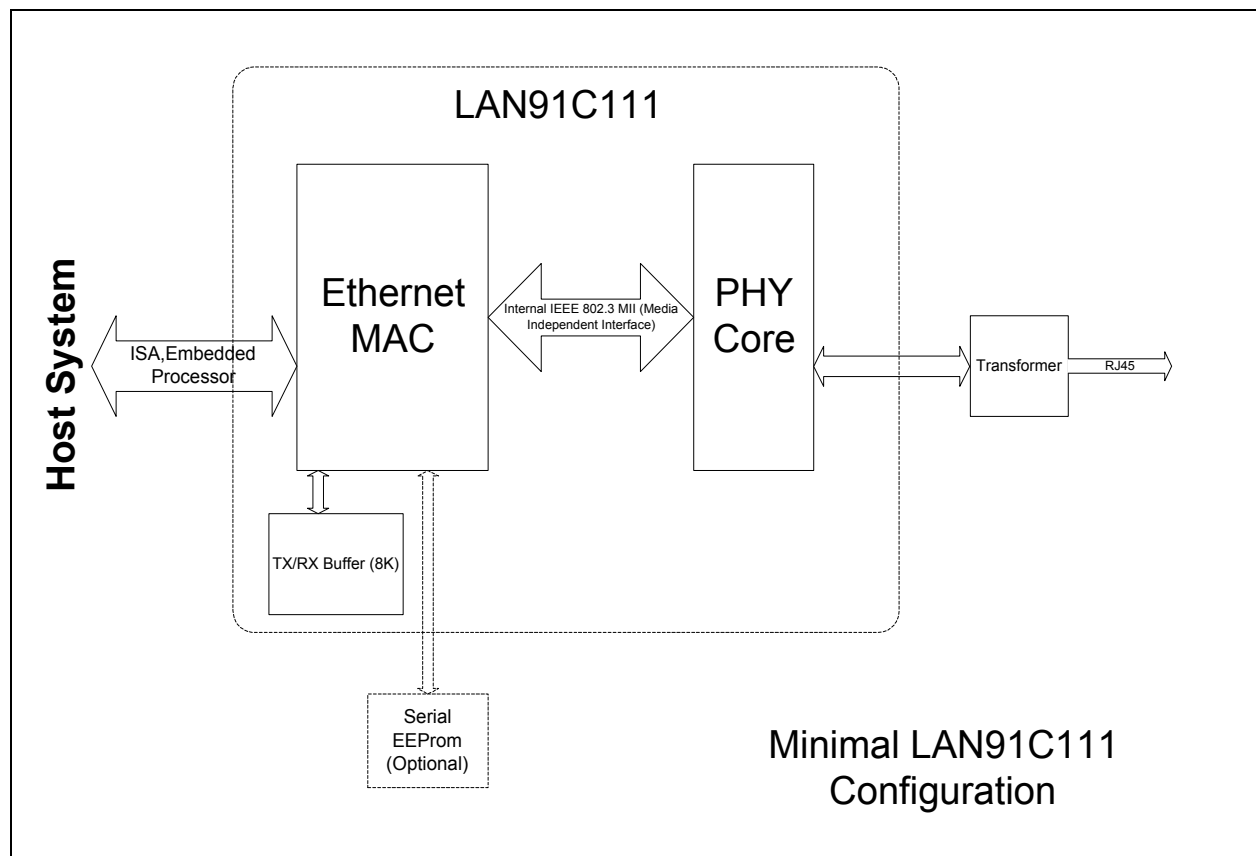 LAN91C111
Host System
ISA,Embedded
Processor
Ethernet
MAC
Internal IEEE 802.3 MII (Media
Independent Interface)
PHY
Core
Transformer
RJ45
TX/RX Buffer (8K)
Serial
EEProm
(Optional)
Minimal LAN91C111
Configuration